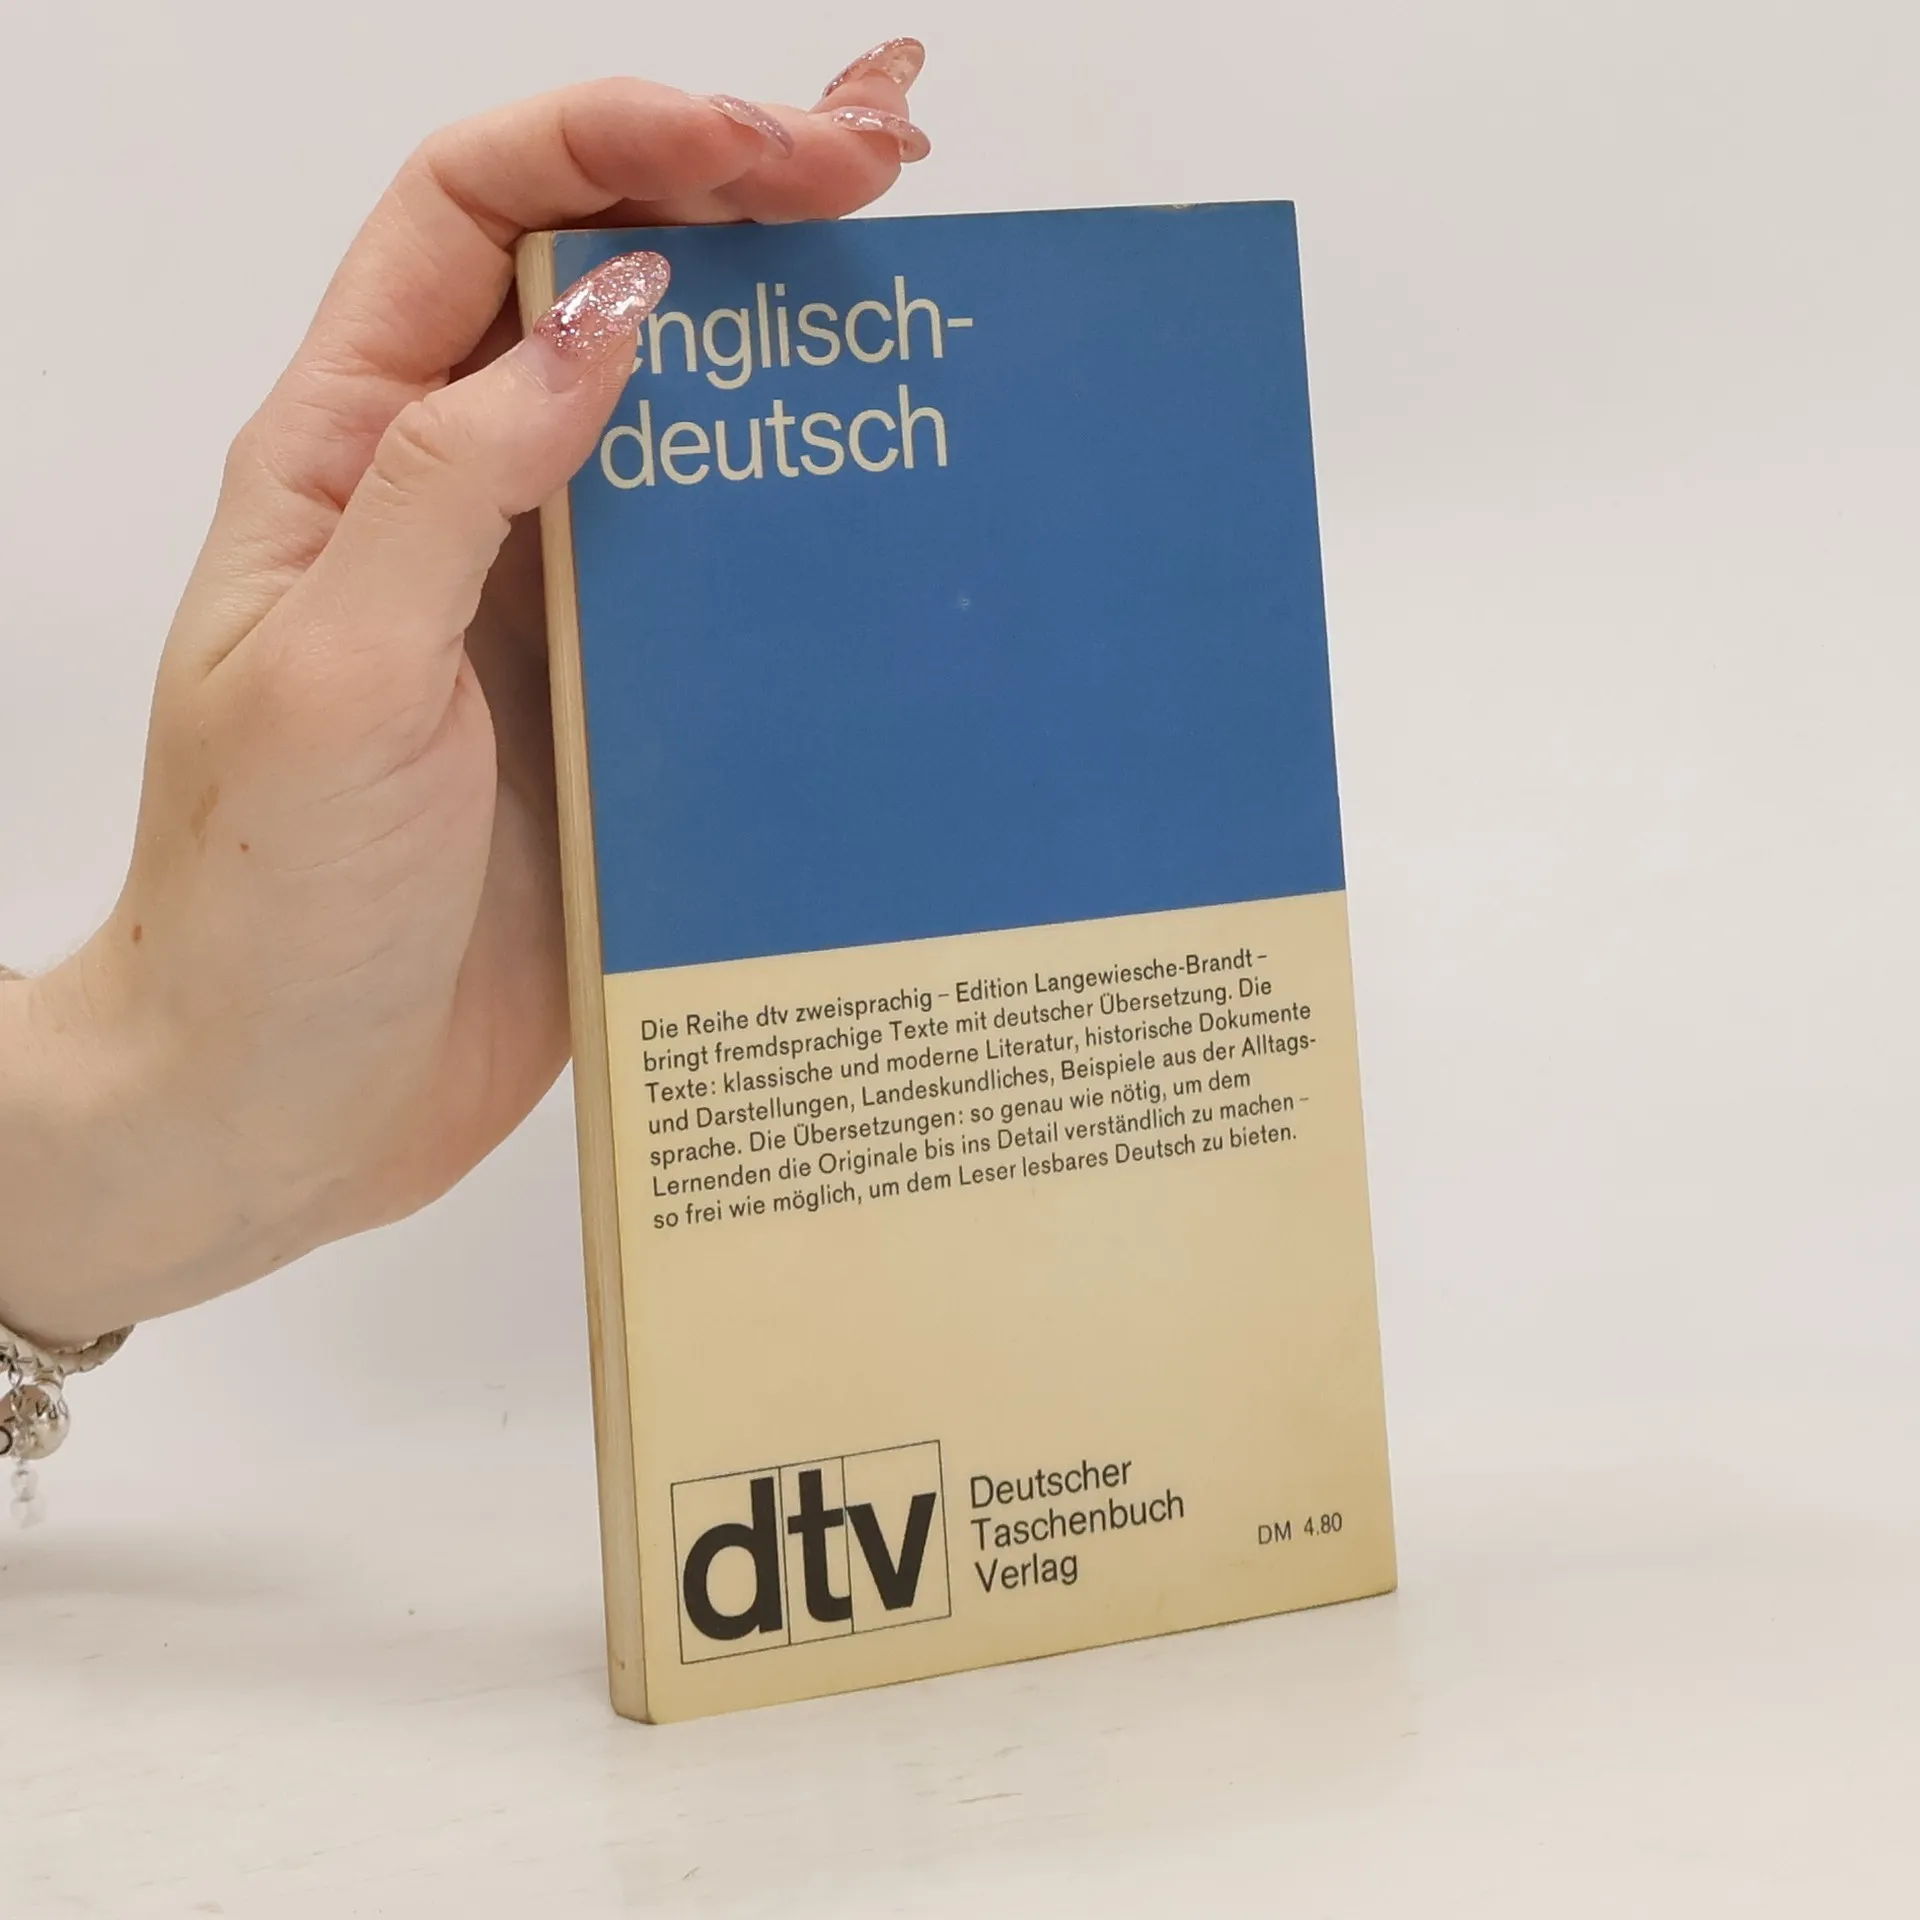 englisch-
deutsch
Die Reihe dtv zweisprachig – Edition Langewiesche-Brandt –
bringt fremdsprachige Texte mit deutscher Übersetzung. Die
Texte: klassische und moderne Literatur, historische Dokumente
und Darstellungen, Landeskundliches, Beispiele aus der Alltags-
sprache. Die Übersetzungen: so genau wie nötig, um dem
Lernenden die Originale bis ins Detail verständlich zu machen –
so frei wie möglich, um dem Leser lesbares Deutsch zu bieten.
dtv
Deutscher
Taschenbuch
Verlag
DM 4.80